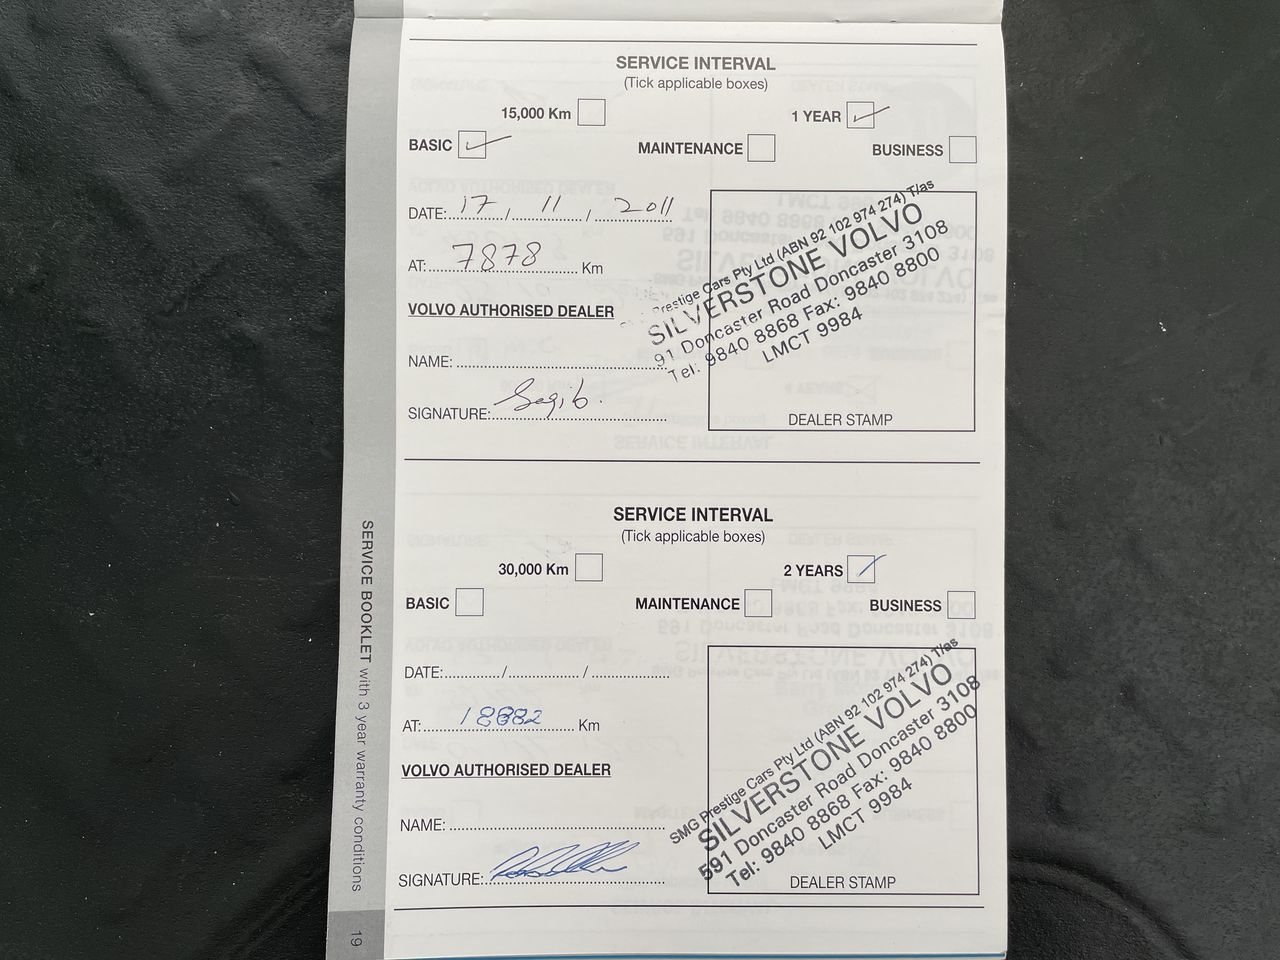 SERVICE INTERVAL
(Tick applicable boxes)
15,000 Km 1 YEAR
BASIC MAINTENANCE BUSINESS
DATE: 17 / 11 / 2011
AT: 7878 Km
VOLVO AUTHORISED DEALER
NAME:
SIGNATURE:
Prestige Cars Pty Ltd (ABN 92 102 974 274) T/as
SILVERSTONE VOLVO
91 Doncaster Road Doncaster 3108
Tel: 9840 8868 Fax: 9840 8800
LMCT 9984
DEALER STAMP
SERVICE INTERVAL
(Tick applicable boxes)
30,000 Km 2 YEARS
BASIC MAINTENANCE BUSINESS
DATE: / /
AT: 18882 Km
VOLVO AUTHORISED DEALER
NAME:
SIGNATURE:
SMG Prestige Cars Pty Ltd (ABN 92 102 974 274) T/as
SILVERSTONE VOLVO
591 Doncaster Road Doncaster 3108
Tel: 9840 8868 Fax: 9840 8800
LMCT 9984
DEALER STAMP
SERVICE BOOKLET with 3 year warranty conditions
19